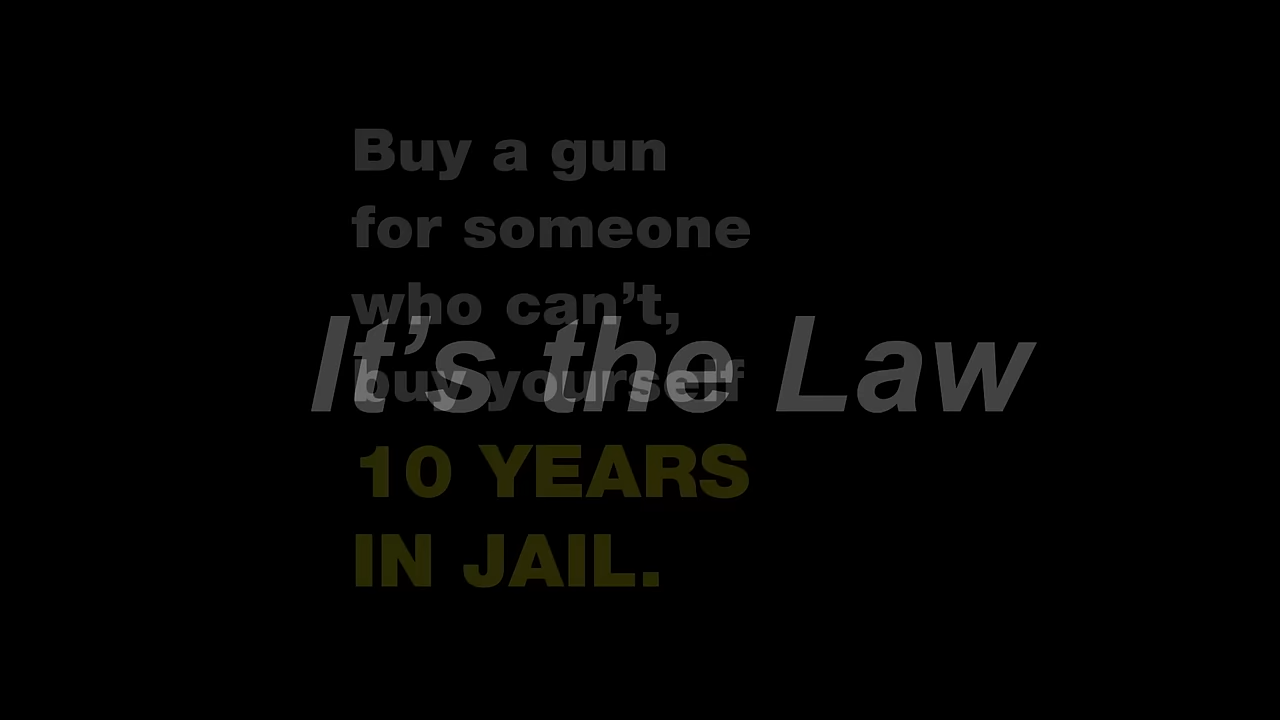 Buy a gun
for someone
who can't,
It's the Law
buy yourself
10 YEARS
IN JAIL.